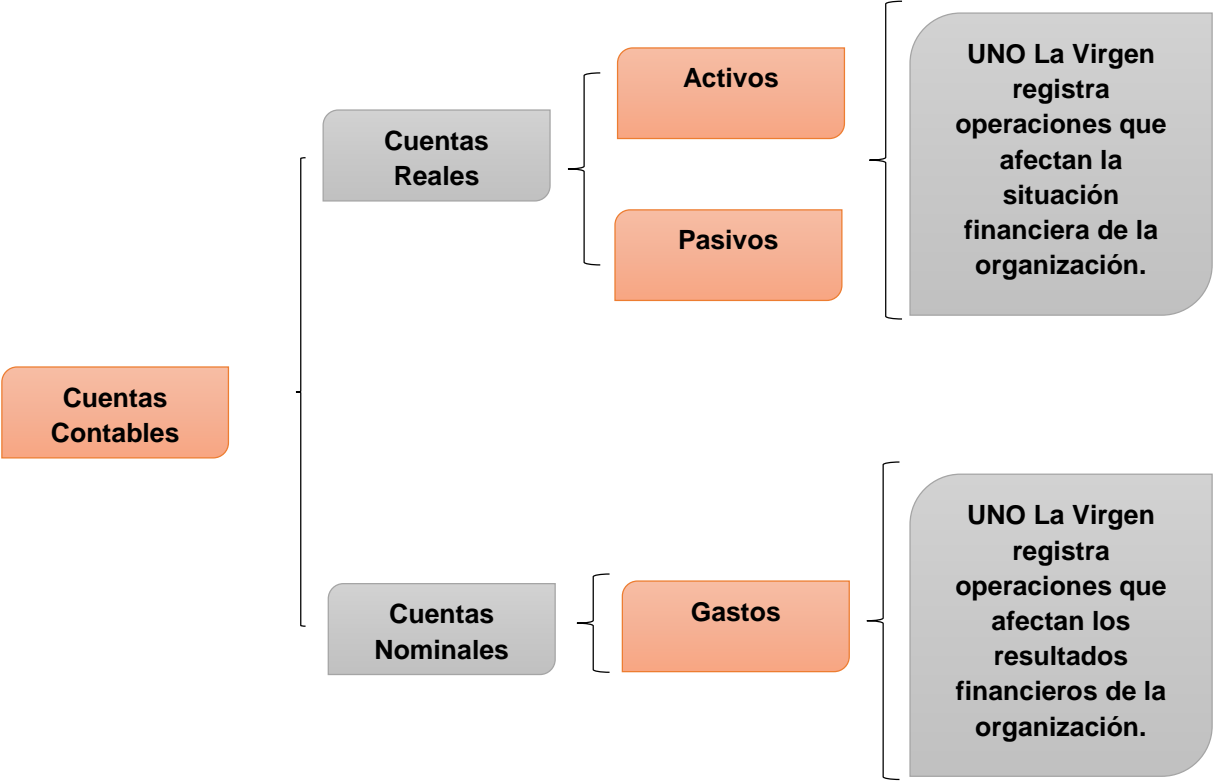 Cuentas
Contables
Cuentas
Reales
Activos
Pasivos
UNO La Virgen
registra
operaciones que
afectan la
situación
financiera de la
organización.
Cuentas
Nominales
Gastos
UNO La Virgen
registra
operaciones que
afectan los
resultados
financieros de la
organización.